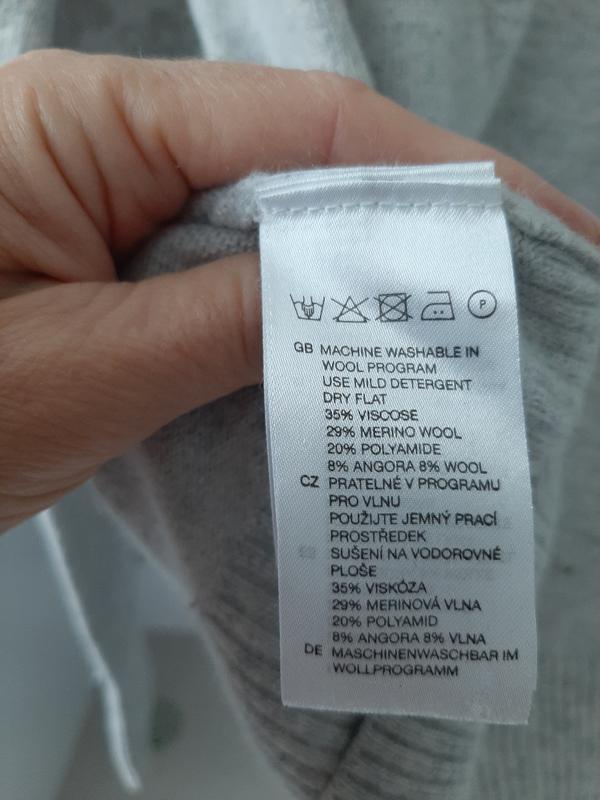 P
GB MACHINE WASHABLE IN
WOOL PROGRAM
USE MILD DETERGENT
DRY FLAT
35% VISCOSE
29% MERINO WOOL
20% POLYAMIDE
8% ANGORA 8% WOOL
CZ PRATELNÉ V PROGRAMU
PRO VLNU
POUŽIJTE JEMNÝ PRACÍ
PROSTŘEDEK
SUŠENÍ NA VODOROVNÉ
PLOŠE
35% VISKÓZA
29% MERINOVÁ VLNA
20% POLYAMID
8% ANGORA 8% VLNA
DE MASCHINENWASCHBAR IM
WOLLPROGRAMM